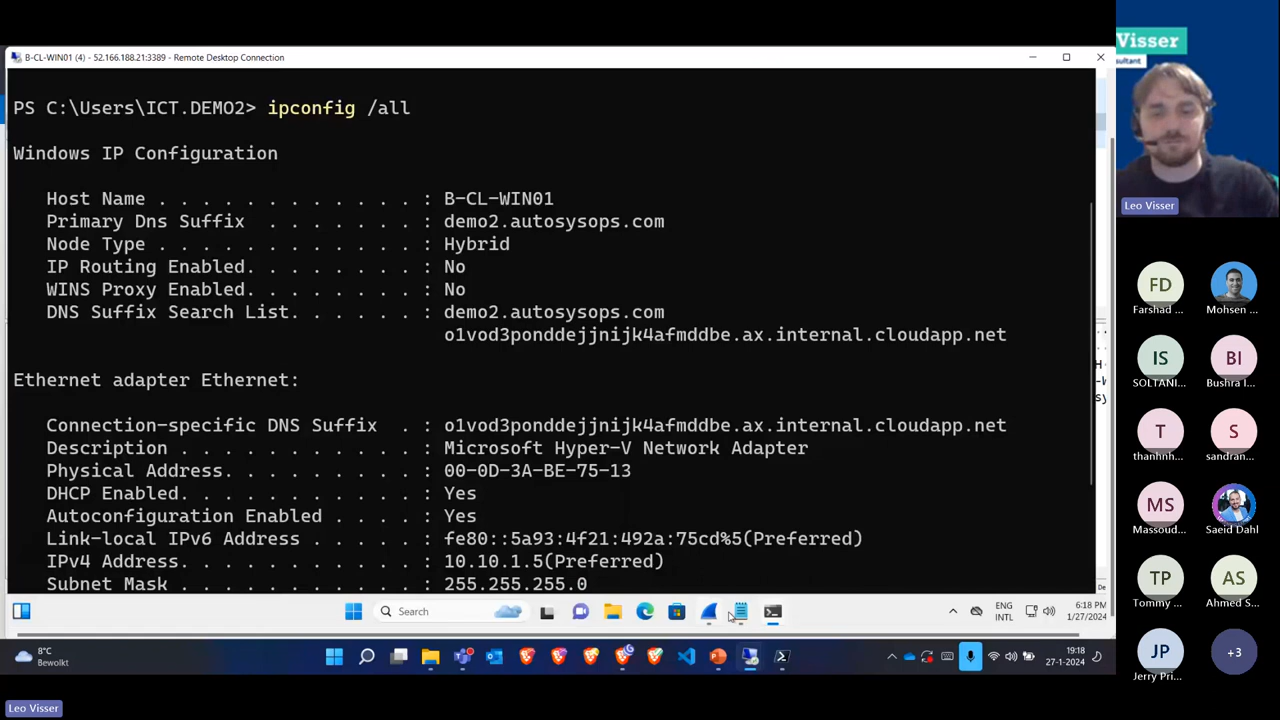 Visser
sultant
B-CL-WIN01 (4) - 52.166.188.21:3389 - Remote Desktop Connection
PS C:\Users\ICT.DEMO2> ipconfig /all
Windows IP Configuration
Host Name . . . . . . . . . . . . : B-CL-WIN01
Primary Dns Suffix . . . . . . . : demo2.autosysops.com
Node Type . . . . . . . . . . . . : Hybrid
IP Routing Enabled. . . . . . . . : No
WINS Proxy Enabled. . . . . . . . : No
DNS Suffix Search List. . . . . . : demo2.autosysops.com
o1vod3ponddejjnijk4afmddbe.ax.internal.cloudapp.net
Ethernet adapter Ethernet:
Connection-specific DNS Suffix . : o1vod3ponddejjnijk4afmddbe.ax.internal.cloudapp.net
Description . . . . . . . . . . . : Microsoft Hyper-V Network Adapter
Physical Address. . . . . . . . . : 00-0D-3A-BE-75-13
DHCP Enabled. . . . . . . . . . . : Yes
Autoconfiguration Enabled . . . . : Yes
Link-local IPv6 Address . . . . . : fe80::5a93:4f21:492a:75cd%5(Preferred)
IPv4 Address. . . . . . . . . . . : 10.10.1.5(Preferred)
Subnet Mask . . . . . . . . . . . : 255.255.255.0
Search
ENG
INTL
6:18 PM
1/27/2024
8°C
Bewolkt
19:18
27-1-2024
Leo Visser
Leo Visser
FD
Farshad ...
Mohsen ...
IS
SOLTANI...
BI
Bushra I...
T
thanhnh...
S
sandran...
MS
Massoud...
Saeid Dahl
TP
Tommy ...
AS
Ahmed S...
JP
Jerry Pri...
+3